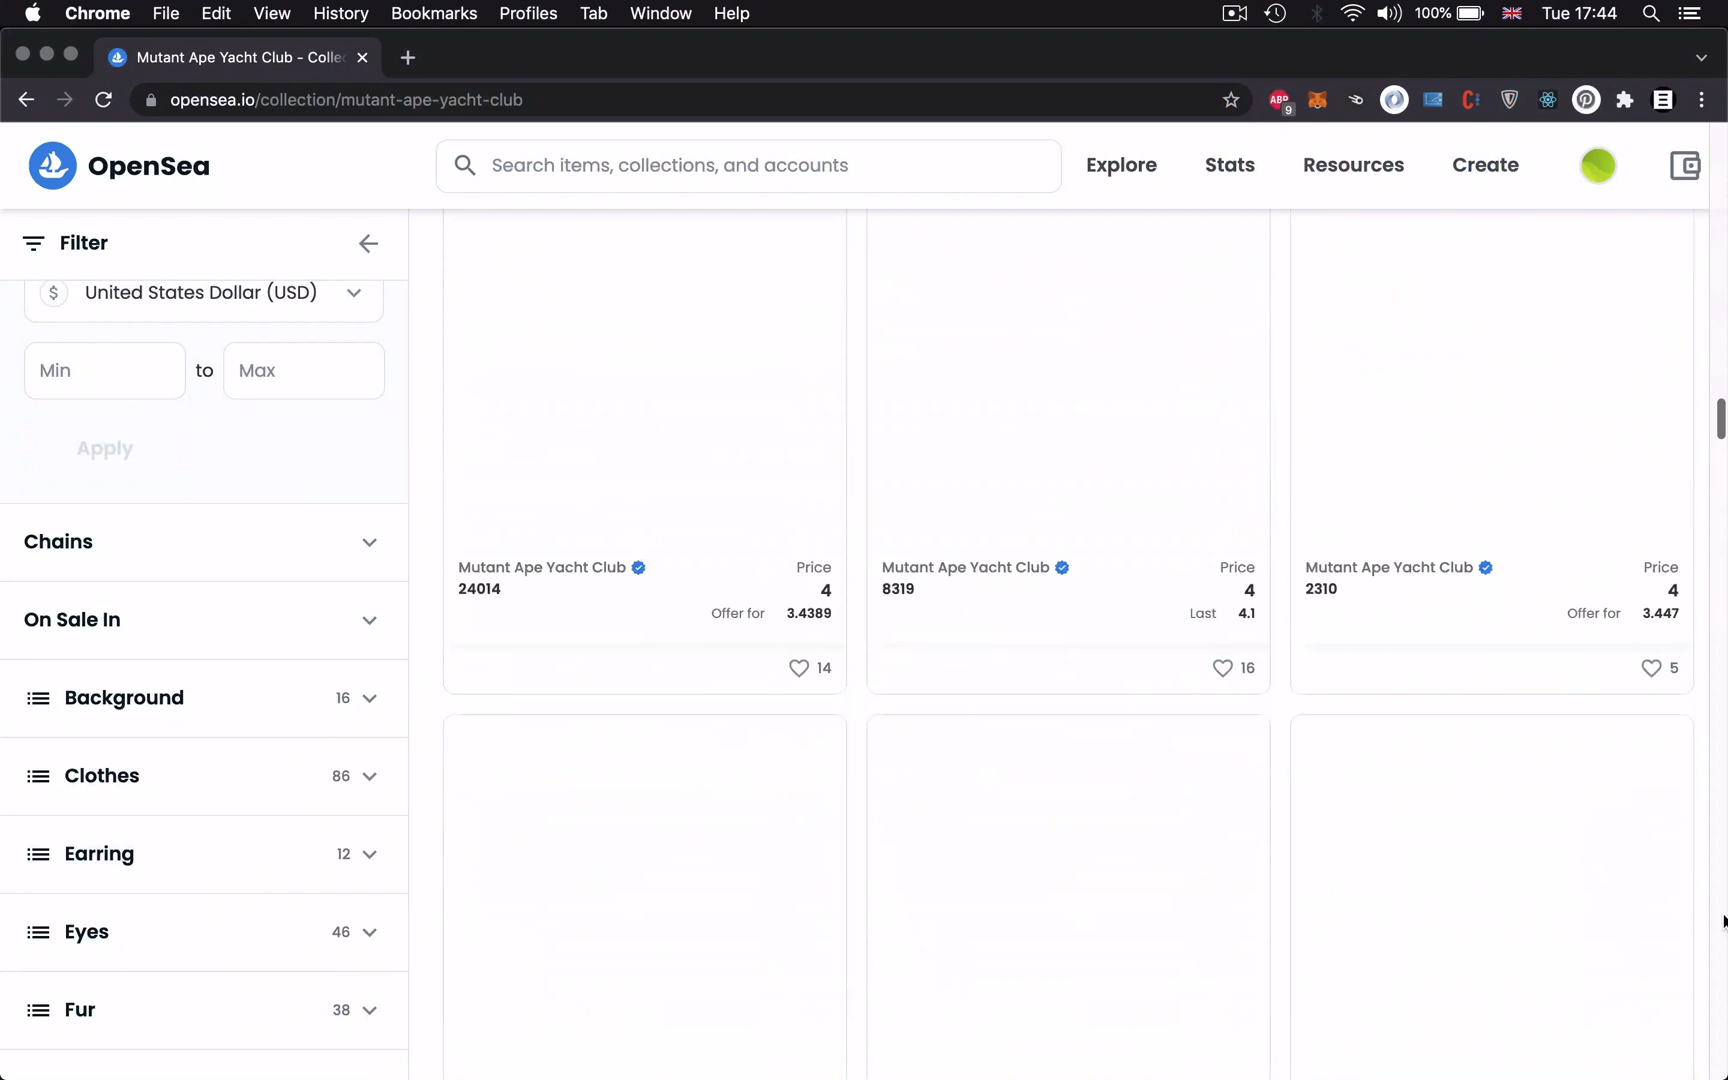 Chrome File Edit View History Bookmarks Profiles Tab Window Help 100% Tue 17:44
Mutant Ape Yacht Club - Colle
opensea.io/collection/mutant-ape-yacht-club
ABP
9
OpenSea
Search items, collections, and accounts
Explore Stats Resources Create
Filter
$ United States Dollar (USD)
Min to Max
Apply
Chains
On Sale In
Background 16
Clothes 86
Earring 12
Eyes 46
Fur 38
Mutant Ape Yacht Club Price
24014 4
Offer for 3.4389
14
Mutant Ape Yacht Club Price
8319 4
Last 4.1
16
Mutant Ape Yacht Club Price
2310 4
Offer for 3.447
5